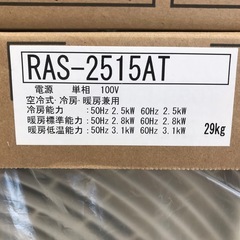 RAS-2515AT
電源 単相 100V
空冷式·冷房·暖房兼用
冷房能力 :50Hz 2.5kW 60Hz 2.5kW
暖房標準能力 :50Hz 2.8kW 60Hz 2.8kW
暖房低温能力 :50Hz 3.1kW 60Hz 3.1kW
29kg